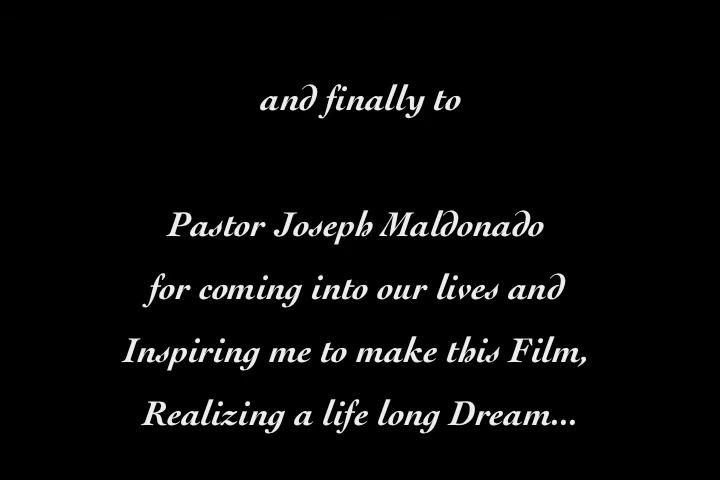 and finally to
Pastor Joseph Maldonado
for coming into our lives and
Inspiring me to make this Film,
Realizing a life long Dream...